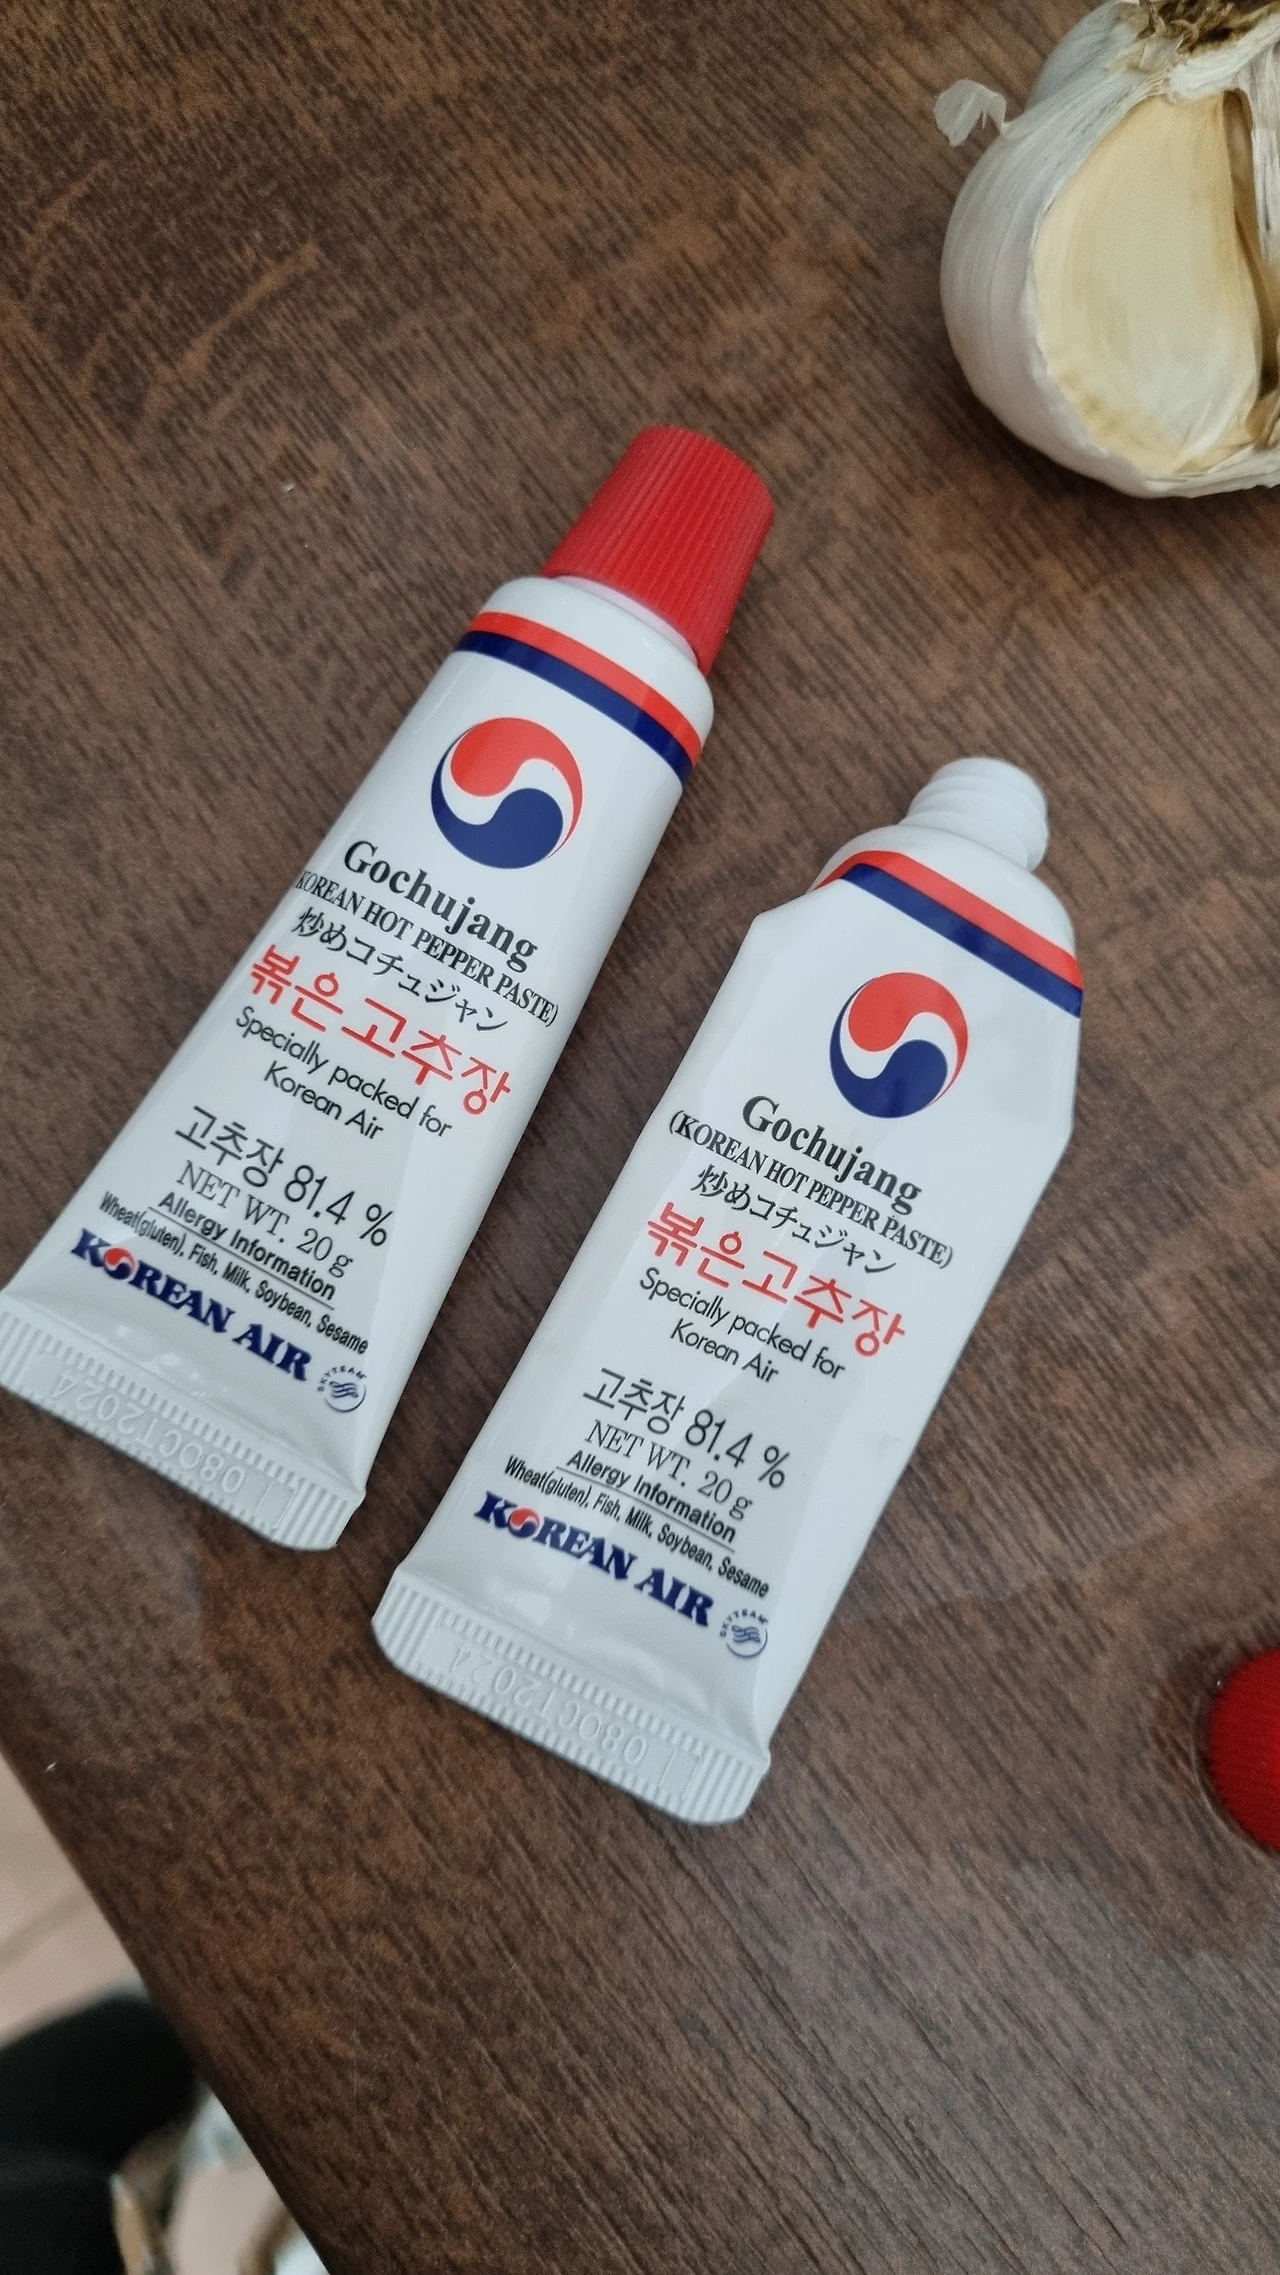 Gochujang
(KOREAN HOT PEPPER PASTE)
炒めコチュジャン
볶은고추장
Specially packed for
Korean Air
고추장 81.4 %
NET WT. 20 g
Allergy Information
Wheat(gluten), Fish, Milk, Soybean, Sesame
KOREAN AIR
SKYTEAM
08OCT2024
Gochujang
(KOREAN HOT PEPPER PASTE)
炒めコチュジャン
볶은고추장
Specially packed for
Korean Air
고추장 81.4 %
NET WT. 20 g
Allergy Information
Wheat(gluten), Fish, Milk, Soybean, Sesame
KOREAN AIR
SKYTEAM
08OCT2024